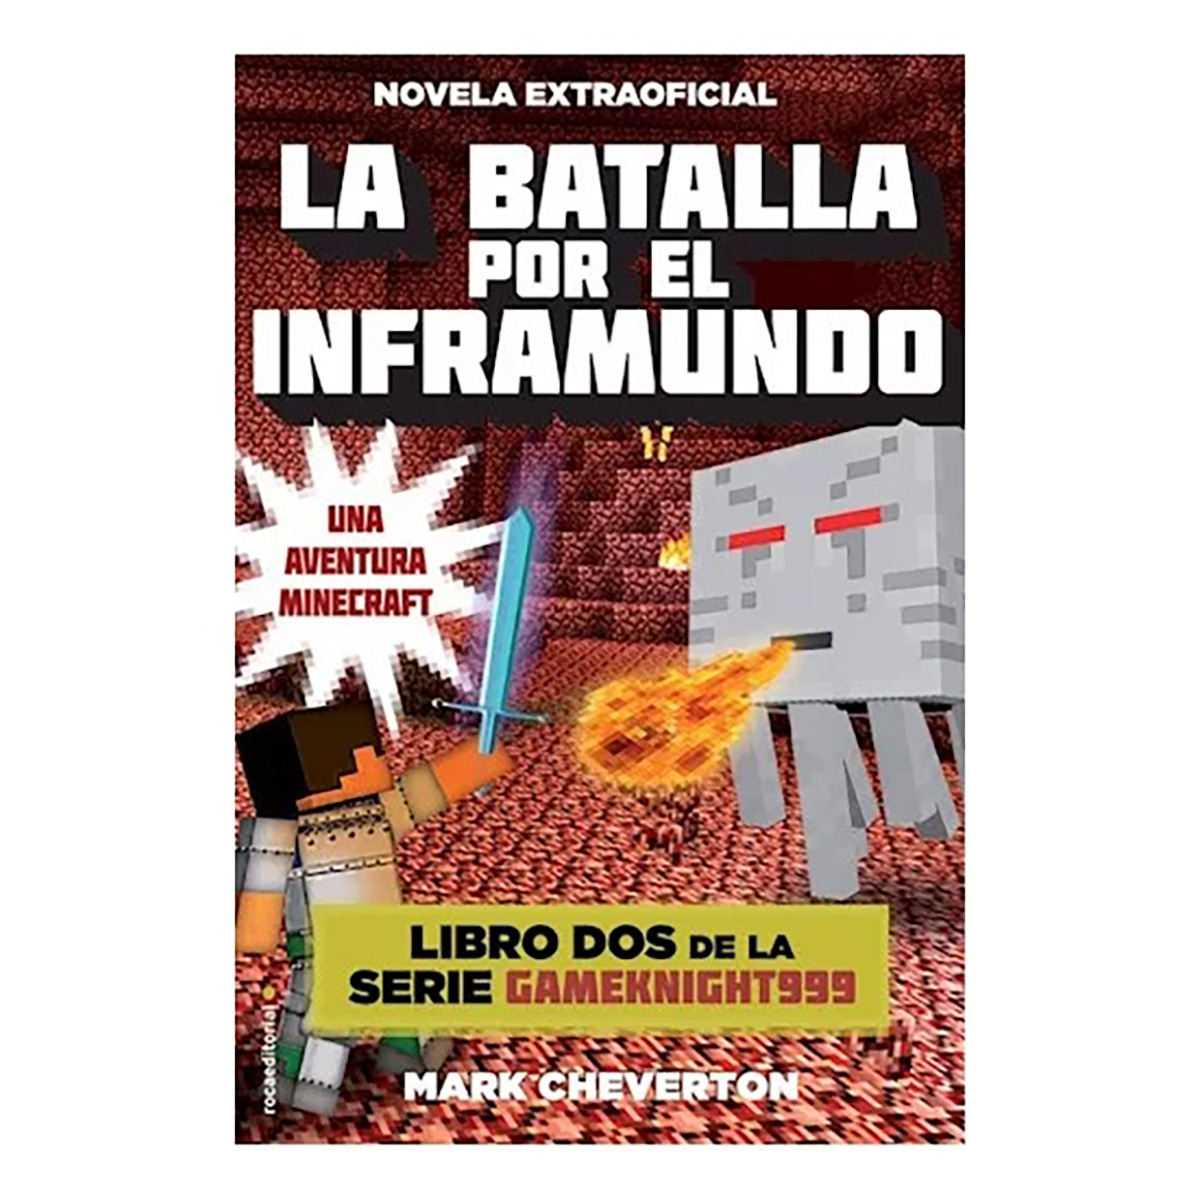 NOVELA EXTRAOFICIAL
LA BATALLA
POR EL
INFRAMUNDO
UNA
AVENTURA
MINECRAFT
LIBRO DOS DE LA
SERIE GAMEKNIGHT999
MARK CHEVERTON
rocaeditorial